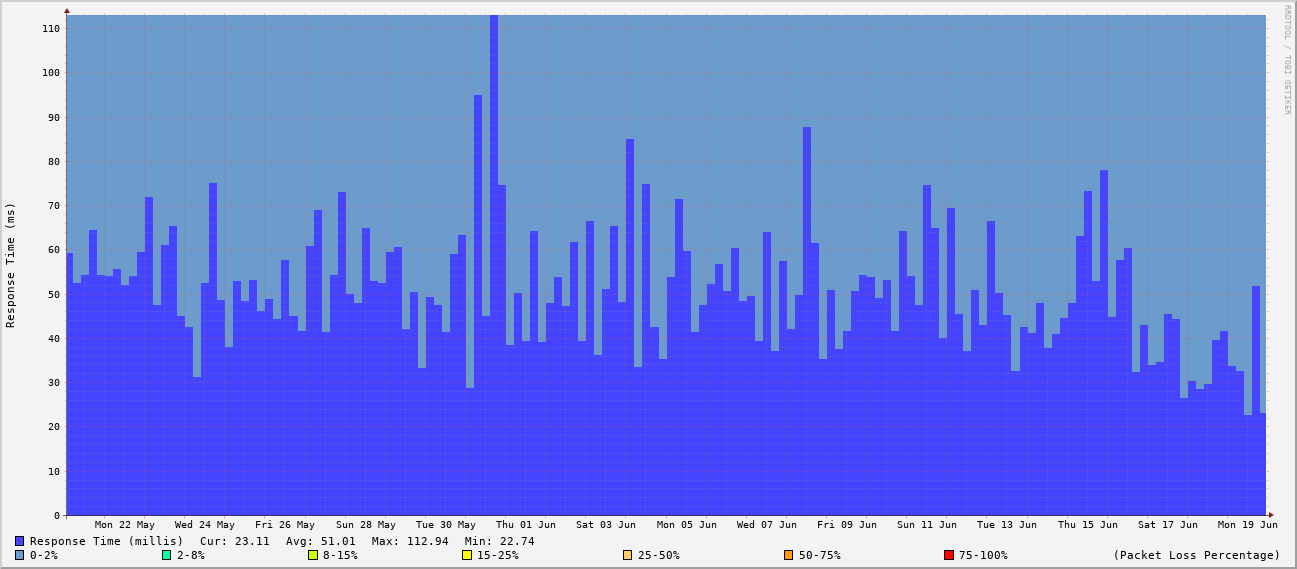 RRDTOOL / TOBI OETIKER
Response Time (ms)
110
100
90
80
70
60
50
40
30
20
10
0
Mon 22 May Wed 24 May Fri 26 May Sun 28 May Tue 30 May Thu 01 Jun Sat 03 Jun Mon 05 Jun Wed 07 Jun Fri 09 Jun Sun 11 Jun Tue 13 Jun Thu 15 Jun Sat 17 Jun Mon 19 Jun
Response Time (millis) Cur: 23.11 Avg: 51.01 Max: 112.94 Min: 22.74
0-2% 2-8% 8-15% 15-25% 25-50% 50-75% 75-100% (Packet Loss Percentage)